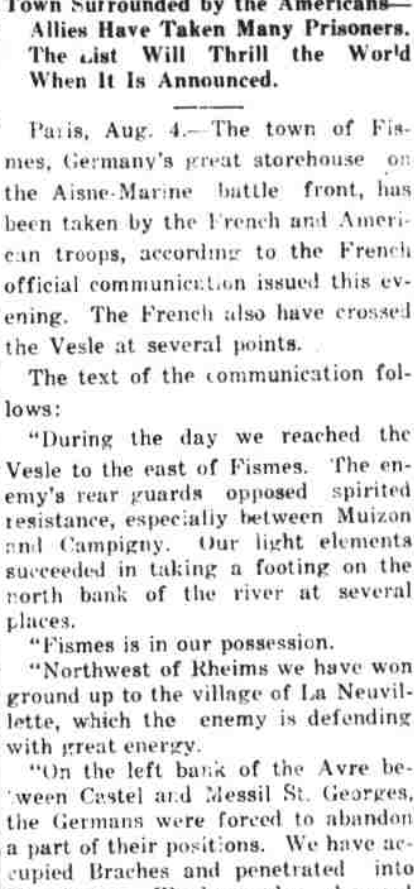 Town Surrounded by the Americans—
Allies Have Taken Many Prisoners.
The List Will Thrill the World
When It Is Announced.
Paris, Aug. 4.—The town of Fis-
mes, Germany's great storehouse on
the Aisne-Marine battle front, has
been taken by the French and Ameri-
can troops, according to the French
official communication issued this ev-
ening. The French also have crossed
the Vesle at several points.
The text of the communication fol-
lows:
"During the day we reached the
Vesle to the east of Fismes. The en-
emy's rear guards opposed spirited
resistance, especially between Muizon
and Campigny. Our light elements
succeeded in taking a footing on the
north bank of the river at several
places.
"Fismes is in our possession.
"Northwest of Rheims we have won
ground up to the village of La Neuvil-
lette, which the enemy is defending
with great energy.
"On the left bank of the Avre be-
tween Castel and Messil St. Georges,
the Germans were forced to abandon
a part of their positions. We have ac-
cupied Braches and penetrated into